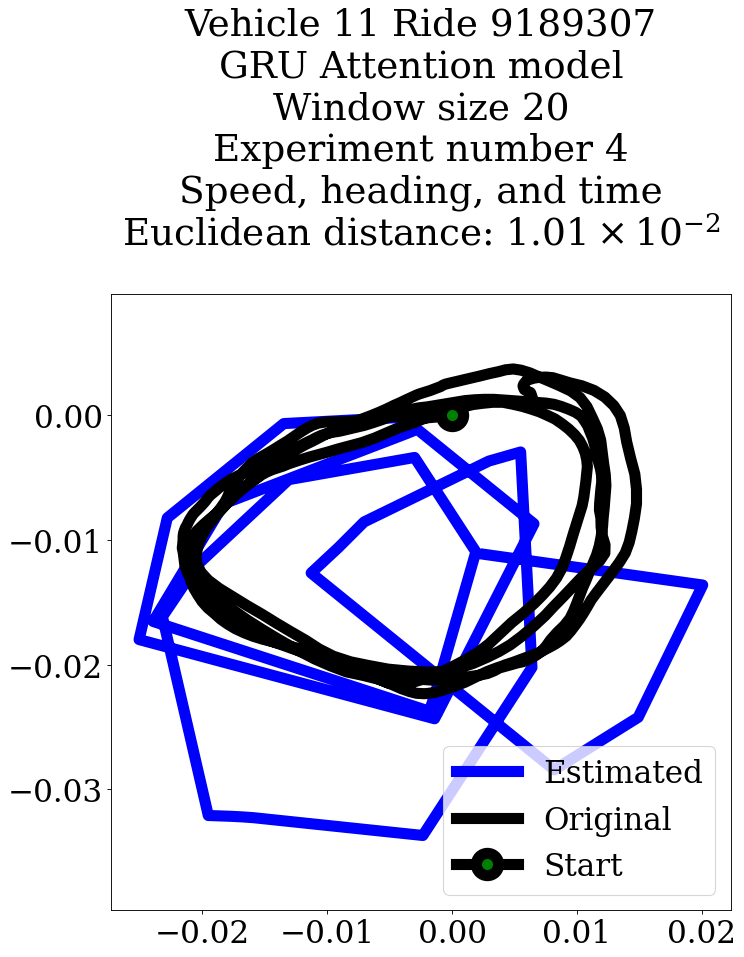 Vehicle 11 Ride 9189307
GRU Attention model
Window size 20
Experiment number 4
Speed, heading, and time
Euclidean distance: 1.01 × 10⁻²
0.00
−0.01
−0.02
−0.03
Estimated
Original
Start
−0.02 −0.01 0.00 0.01 0.02